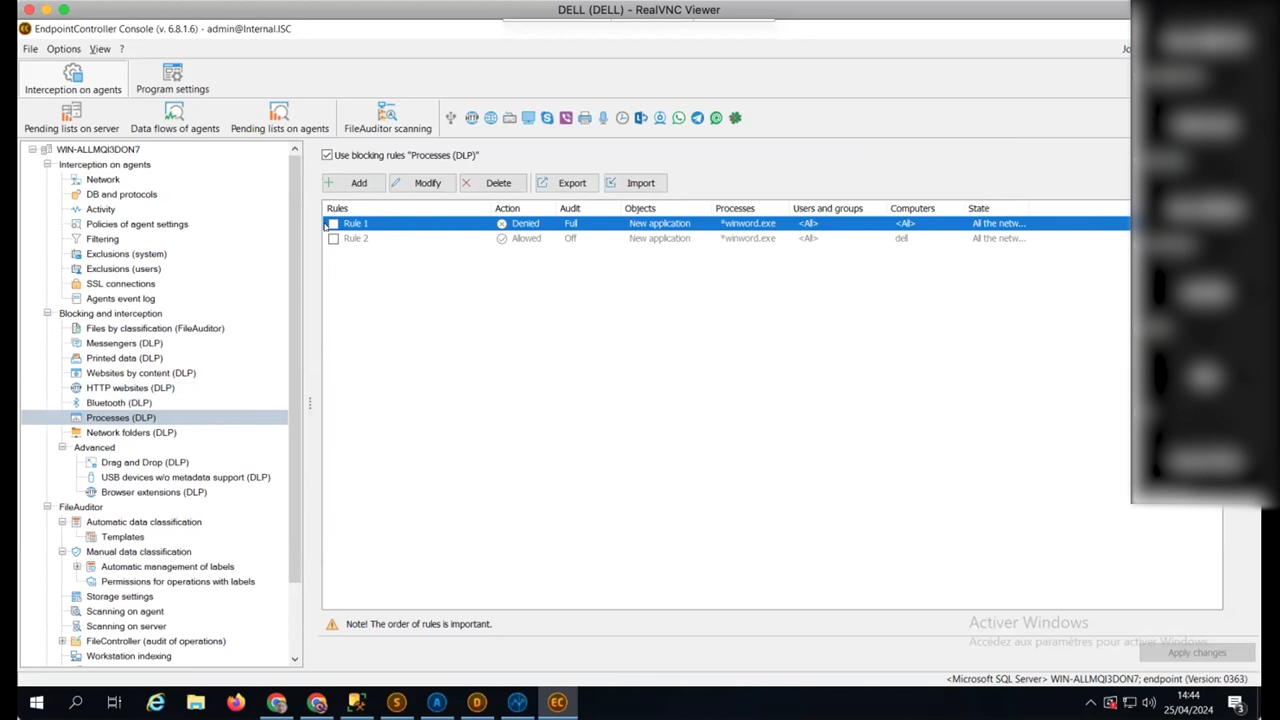 DELL (DELL) - RealVNC Viewer
EndpointController Console (v. 6.8.1.6) - admin@Internal.ISC
File Options View ?
Interception on agents
Program settings
Pending lists on server
Data flows of agents
Pending lists on agents
FileAuditor scanning
WIN-ALLMQI3DON7
Interception on agents
Network
DB and protocols
Activity
Policies of agent settings
Filtering
Exclusions (system)
Exclusions (users)
SSL connections
Agents event log
Blocking and interception
Files by classification (FileAuditor)
Messengers (DLP)
Printed data (DLP)
Websites by content (DLP)
HTTP websites (DLP)
Bluetooth (DLP)
Processes (DLP)
Network folders (DLP)
Advanced
Drag and Drop (DLP)
USB devices w/o metadata support (DLP)
Browser extensions (DLP)
FileAuditor
Automatic data classification
Templates
Manual data classification
Automatic management of labels
Permissions for operations with labels
Storage settings
Scanning on agent
Scanning on server
FileController (audit of operations)
Workstation indexing
Use blocking rules "Processes (DLP)"
Add Modify Delete Export Import
Rules Action Audit Objects Processes Users and groups Computers State
Rule 1 Denied Full New application *winword.exe <All> <All> All the netw...
Rule 2 Allowed Off New application *winword.exe <All> dell All the netw...
Note! The order of rules is important.
Activer Windows
Accédez aux paramètres pour activer Windows.
Apply changes
<Microsoft SQL Server> WIN-ALLMQI3DON7; endpoint (Version: 0363)
S A D EC
14:44
25/04/2024
3